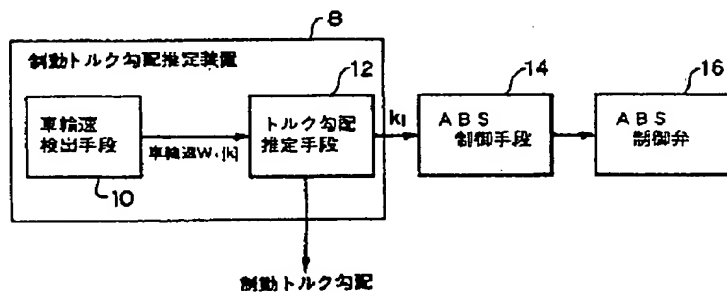 8
制動トルク勾配推定装置
12
14
16
車輪速
検出手段
車輪速Wi[k]
トルク勾配
推定手段
k1
ABS
制御手段
ABS
制御弁
10
制動トルク勾配